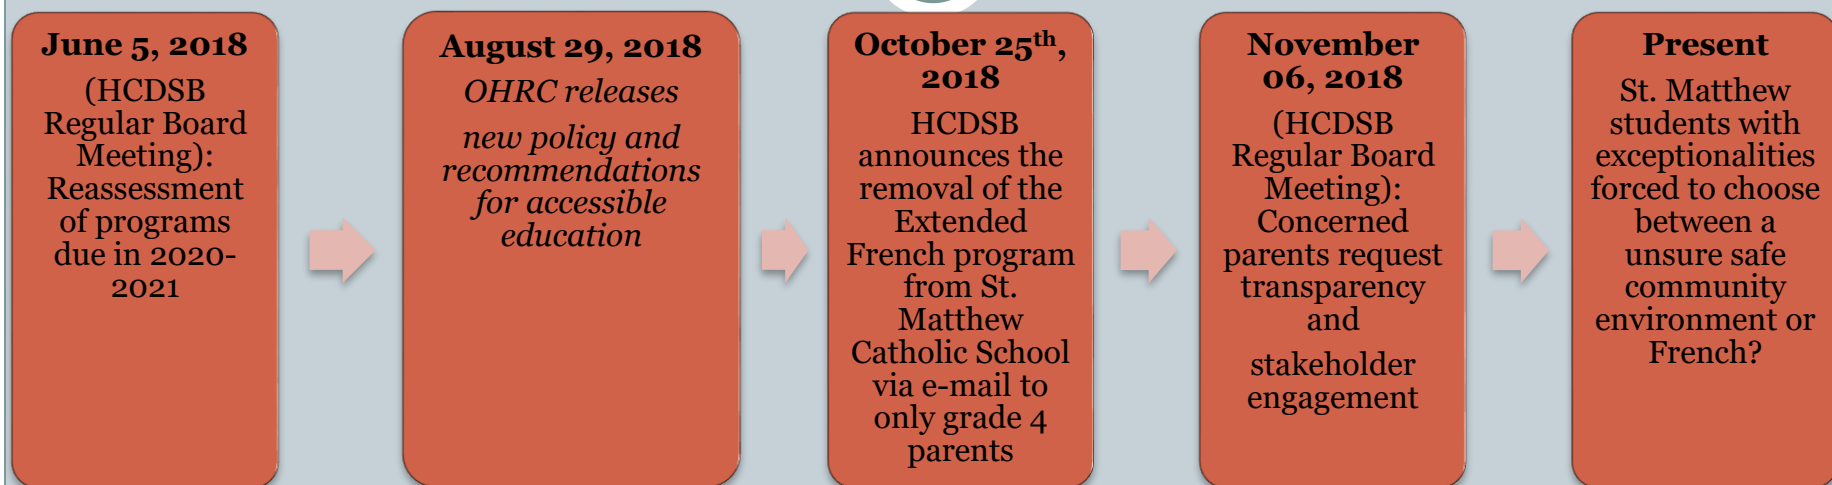 June 5, 2018
(HCDSB
Regular Board
Meeting):
Reassessment
of programs
due in 2020-
2021
August 29, 2018
OHRC releases
new policy and
recommendations
for accessible
education
October 25th,
2018
HCDSB
announces the
removal of the
Extended
French program
from St.
Matthew
Catholic School
via e-mail to
only grade 4
parents
November
06, 2018
(HCDSB
Regular Board
Meeting):
Concerned
parents request
transparency
and
stakeholder
engagement
Present
St. Matthew
students with
exceptionalities
forced to choose
between a
unsure safe
community
environment or
French?